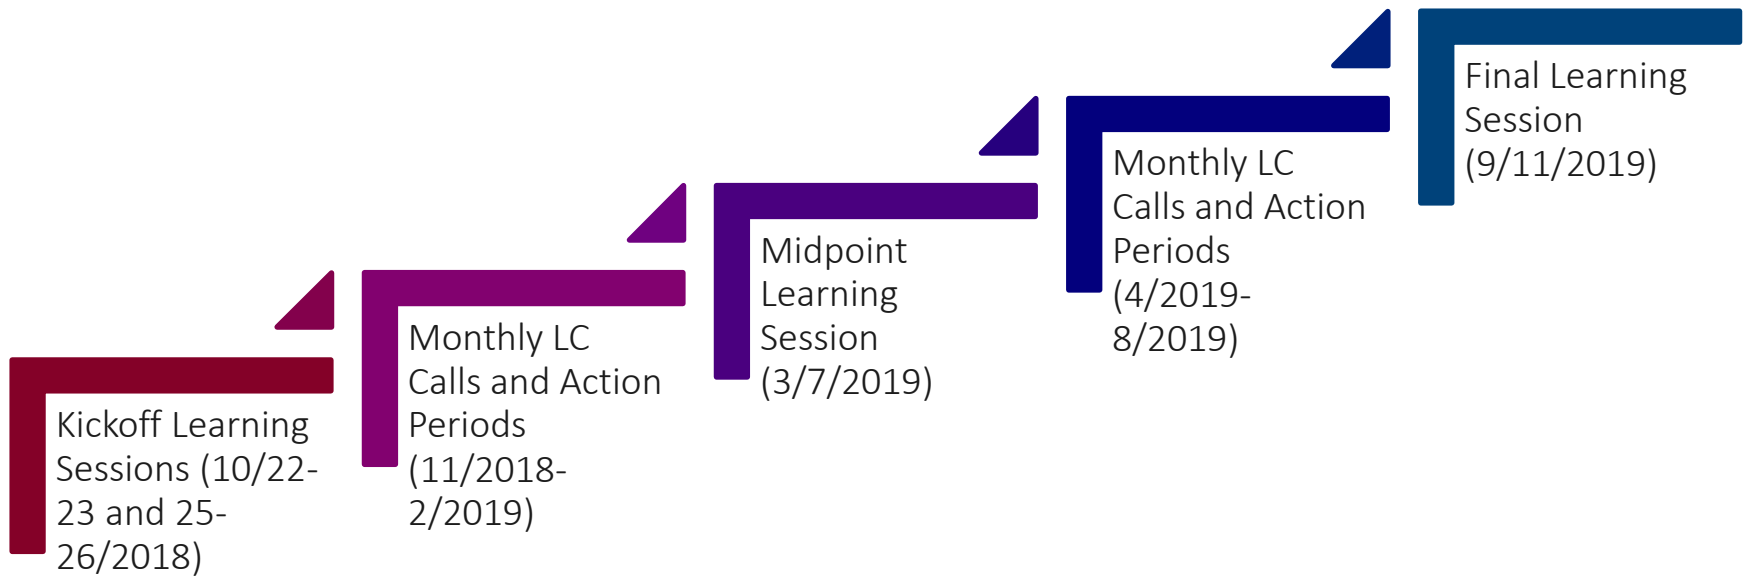 Kickoff Learning
Sessions (10/22-
23 and 25-
26/2018)
Monthly LC
Calls and Action
Periods
(11/2018-
2/2019)
Midpoint
Learning
Session
(3/7/2019)
Monthly LC
Calls and Action
Periods
(4/2019-
8/2019)
Final Learning
Session
(9/11/2019)